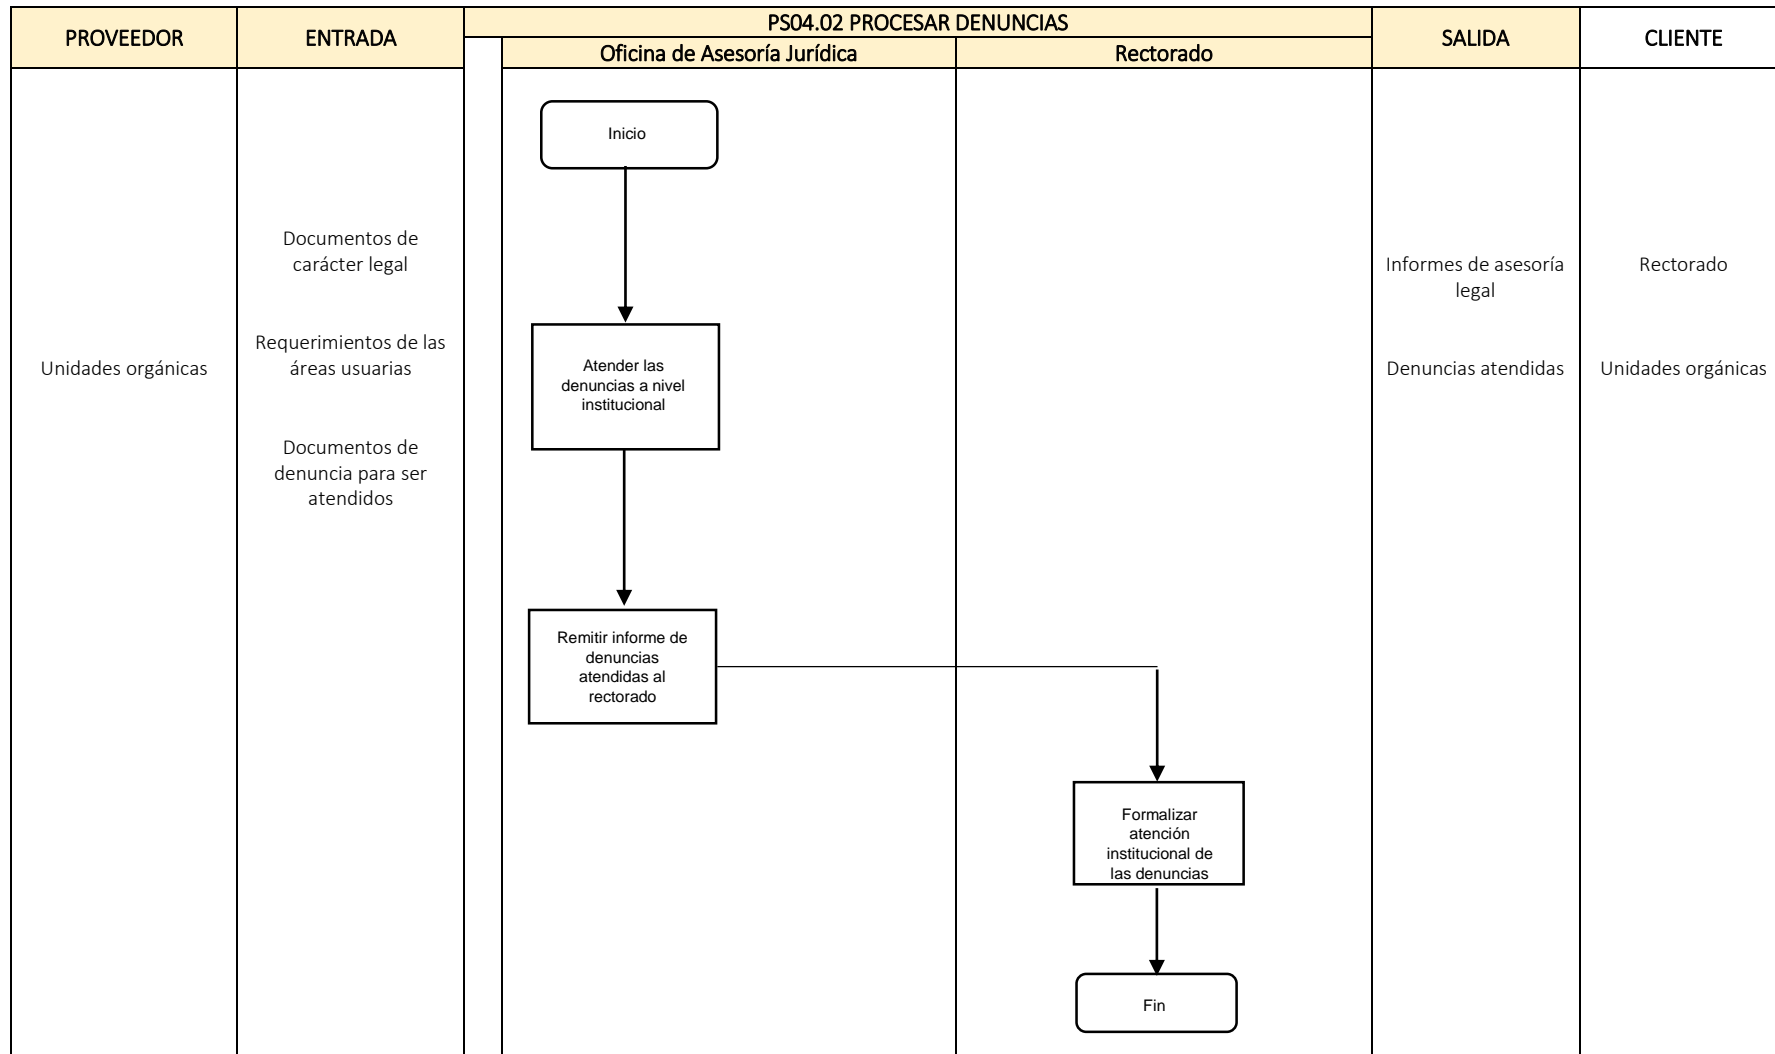 PROVEEDOR
ENTRADA
PS04.02 PROCESAR DENUNCIAS
Oficina de Asesoría Jurídica
Rectorado
SALIDA
CLIENTE
Unidades orgánicas
Documentos de
carácter legal
Requerimientos de las
áreas usuarias
Documentos de
denuncia para ser
atendidos
Inicio
Atender las
denuncias a nivel
institucional
Remitir informe de
denuncias
atendidas al
rectorado
Formalizar
atención
institucional de
las denuncias
Fin
Informes de asesoría
legal
Denuncias atendidas
Rectorado
Unidades orgánicas